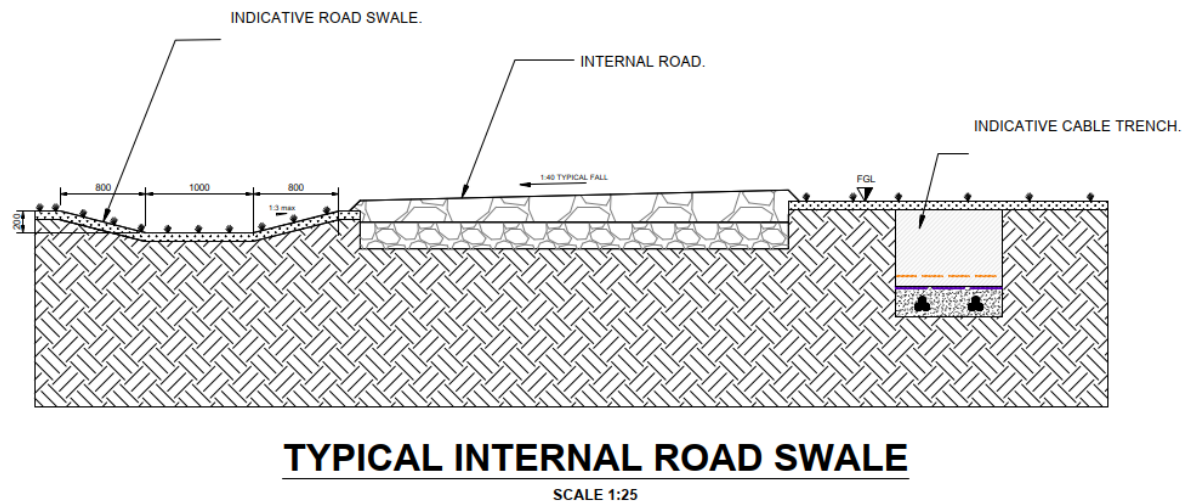 INDICATIVE ROAD SWALE.
INTERNAL ROAD.
INDICATIVE CABLE TRENCH.
800
1000
800
1:40 TYPICAL FALL
FGL
200
1:3 max
TYPICAL INTERNAL ROAD SWALE
SCALE 1:25